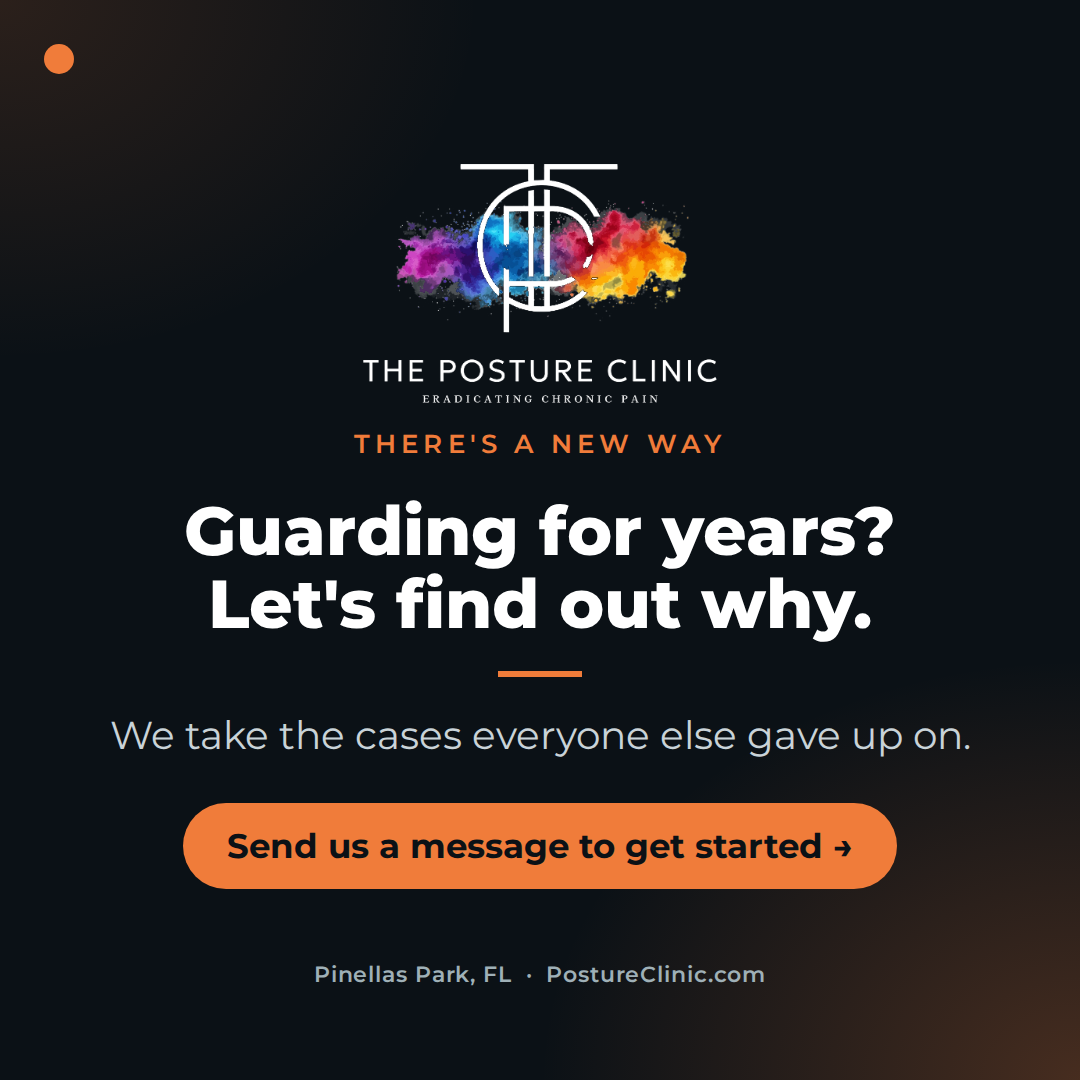 THE POSTURE CLINIC
ERADICATING CHRONIC PAIN
THERE'S A NEW WAY
Guarding for years?
Let's find out why.
We take the cases everyone else gave up on.
Send us a message to get started →
Pinellas Park, FL · PostureClinic.com